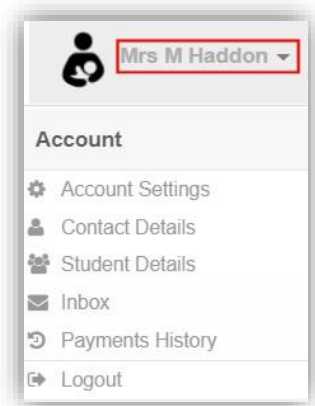 Mrs M Haddon
Account
Account Settings
Contact Details
Student Details
Inbox
Payments History
Logout